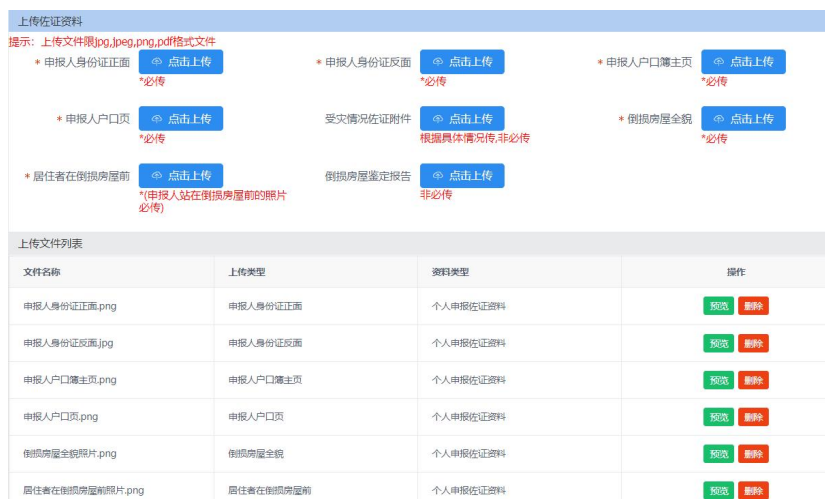 上传佐证资料
提示：上传文件限jpg,jpeg,png,pdf格式文件
* 申报人身份证正面 点击上传 * 申报人身份证反面 点击上传 * 申报人户口簿主页 点击上传
*必传 *必传 *必传
* 申报人户口页 点击上传 受灾情况佐证附件 点击上传 * 倒损房屋全貌 点击上传
*必传 根据具体情况传,非必传 *必传
* 居住者在倒损房屋前 点击上传 倒损房屋鉴定报告 点击上传
*(申报人站在倒损房屋前的照片 非必传
必传)
上传文件列表
文件名称 上传类型 资料类型 操作
申报人身份证正面.png 申报人身份证正面 个人申报佐证资料 预览 删除
申报人身份证反面.jpg 申报人身份证反面 个人申报佐证资料 预览 删除
申报人户口簿主页.png 申报人户口簿主页 个人申报佐证资料 预览 删除
申报人户口页.png 申报人户口页 个人申报佐证资料 预览 删除
倒损房屋全貌照片.png 倒损房屋全貌 个人申报佐证资料 预览 删除
居住者在倒损房屋前照片.png 居住者在倒损房屋前 个人申报佐证资料 预览 删除